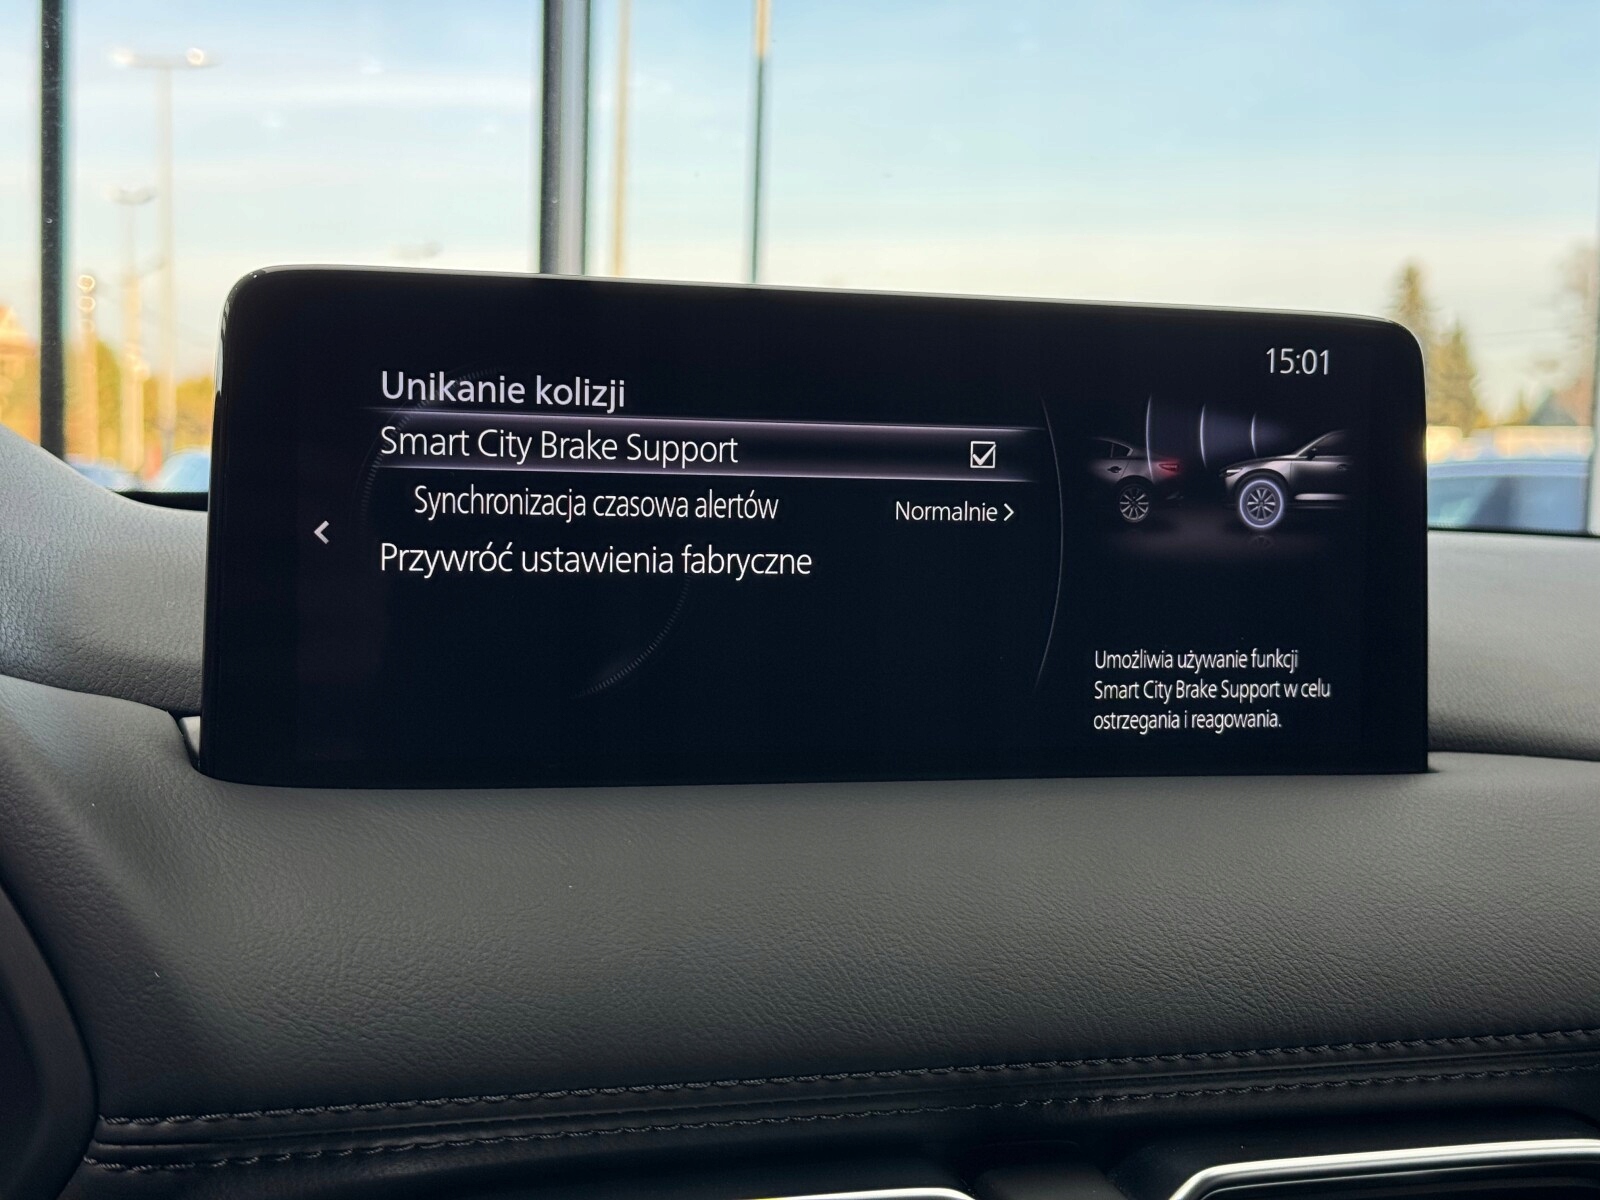 15:01
Unikanie kolizji
Smart City Brake Support
Synchronizacja czasowa alertów Normalnie
Przywróć ustawienia fabryczne
Umożliwia używanie funkcji
Smart City Brake Support w celu
ostrzegania i reagowania.